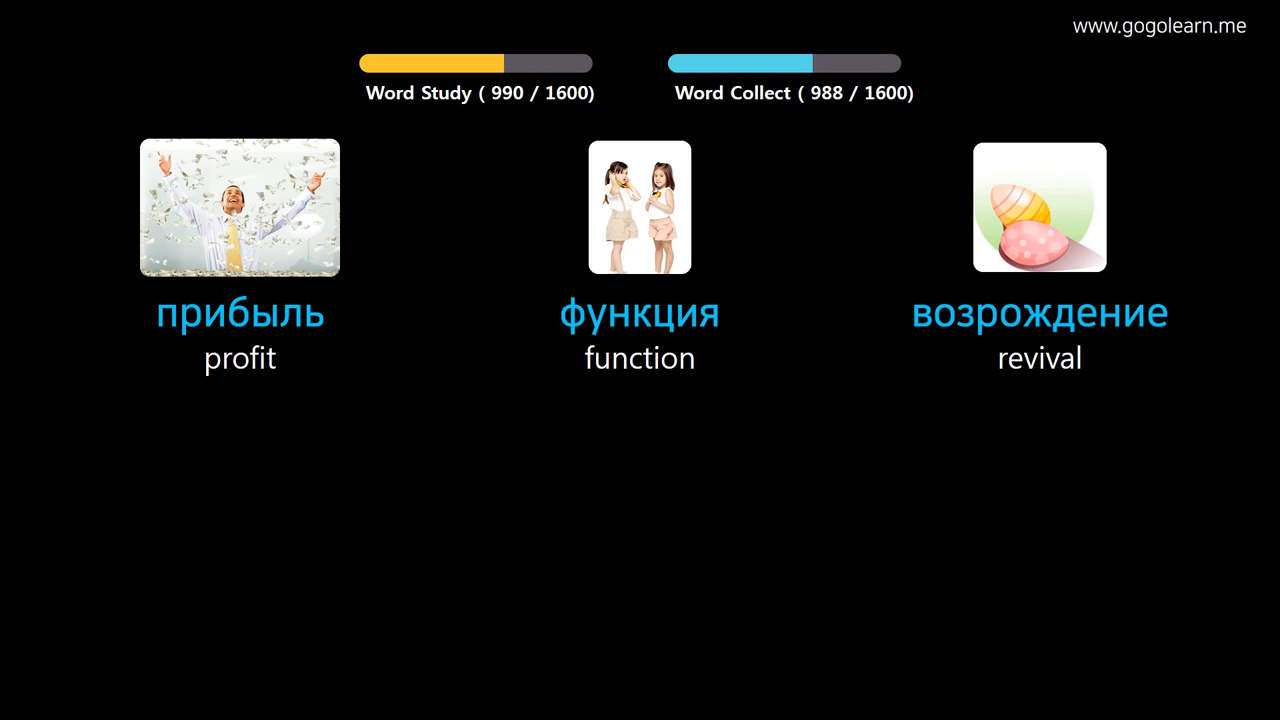 www.gogolearn.me
Word Study ( 990 / 1600)
Word Collect ( 988 / 1600)
прибыль
функция
возрождение
profit
function
revival